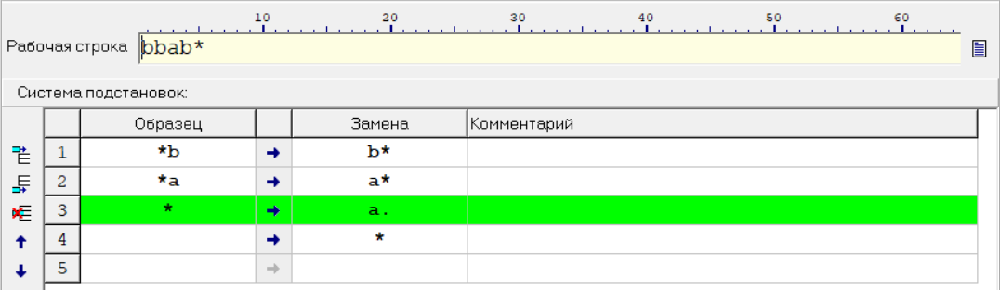 10 20 30 40 50 60
Рабочая строка bbab*
Система подстановок:
Образец Замена Комментарий
1 *b → b*
2 *a → a*
3 * → a.
4 → *
5 →